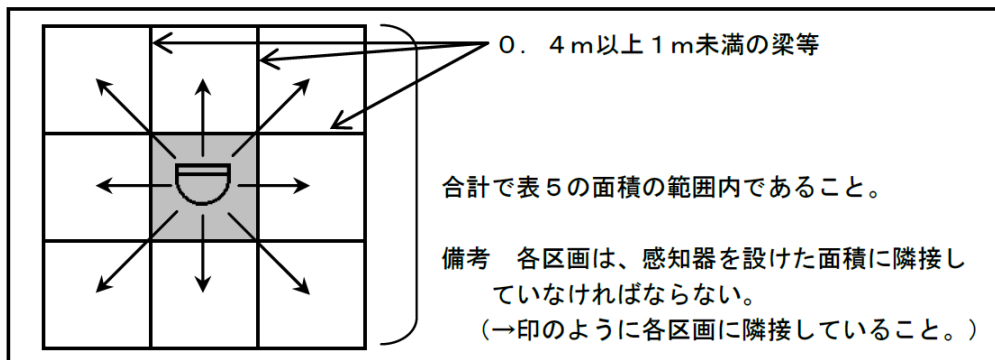 ０．４ｍ以上１ｍ未満の梁等
合計で表５の面積の範囲内であること。
備考　各区画は、感知器を設けた面積に隣接し
ていなければならない。
（→印のように各区画に隣接していること。）